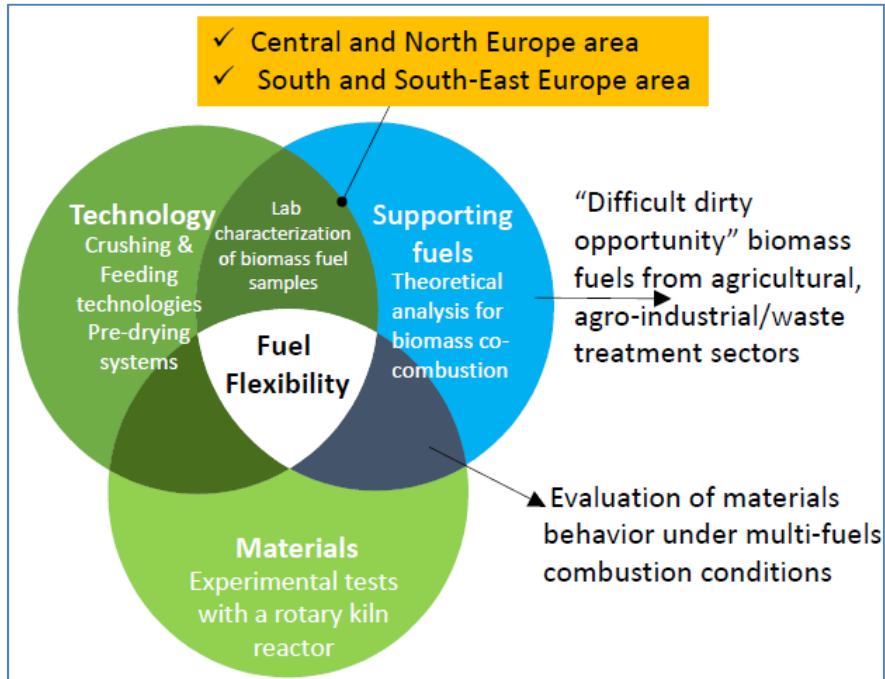 ✓ Central and North Europe area
✓ South and South-East Europe area
Technology
Crushing &
Feeding
technologies
Pre-drying
systems
Lab
characterization
of biomass fuel
samples
Supporting
fuels
Theoretical
analysis for
biomass co-
combustion
“Difficult dirty
opportunity” biomass
fuels from agricultural,
agro-industrial/waste
treatment sectors
Fuel
Flexibility
Evaluation of materials
behavior under multi-fuels
combustion conditions
Materials
Experimental tests
with a rotary kiln
reactor